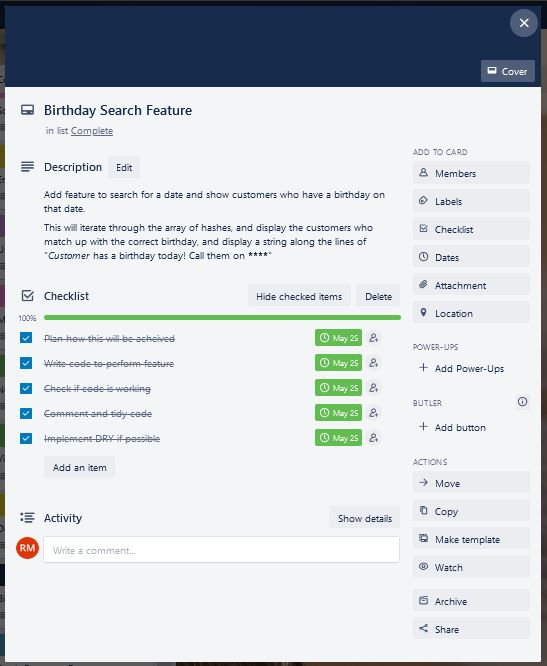 Cover
Birthday Search Feature
in list Complete
Description Edit
Add feature to search for a date and show customers who have a birthday on
that date.
This will iterate through the array of hashes, and display the customers who
match up with the correct birthday, and display a string along the lines of
"Customer has a birthday today! Call them on ****"
Checklist Hide checked items Delete
100%
Plan how this will be acheived May 25
Write code to perform feature May 25
Check if code is working May 25
Comment and tidy code May 25
Implement DRY if possible May 25
Add an item
Activity Show details
RM Write a comment...
ADD TO CARD
Members
Labels
Checklist
Dates
Attachment
Location
POWER-UPS
+ Add Power-Ups
BUTLER
+ Add button
ACTIONS
Move
Copy
Make template
Watch
Archive
Share